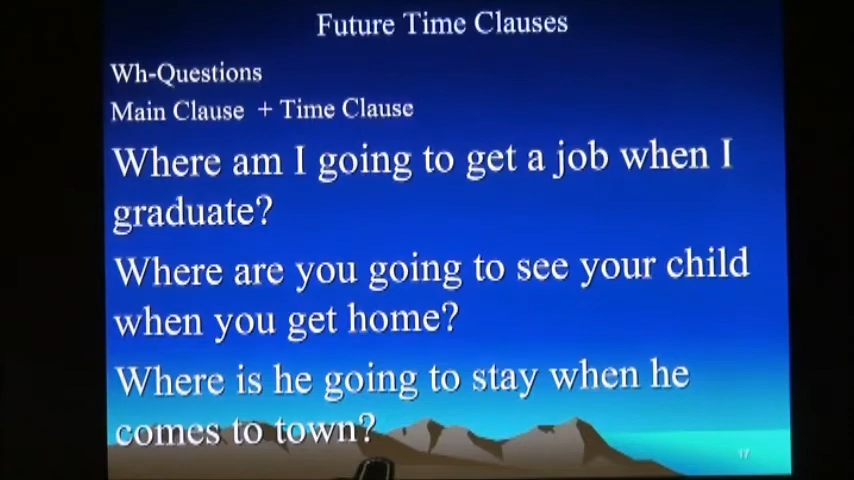 Future Time Clauses
Wh-Questions
Main Clause + Time Clause
Where am I going to get a job when I
graduate?
Where are you going to see your child
when you get home?
Where is he going to stay when he
comes to town?
17